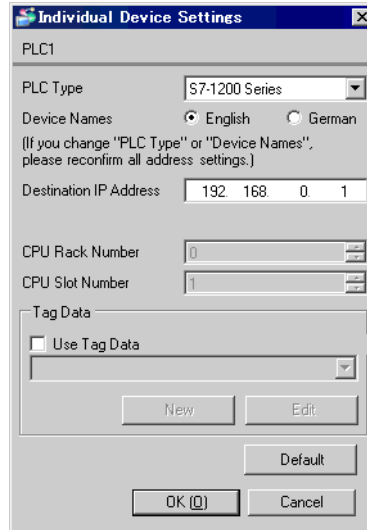 Individual Device Settings
PLC1
PLC Type S7-1200 Series
Device Names English German
(If you change "PLC Type" or "Device Names",
please reconfirm all address settings.)
Destination IP Address 192. 168. 0. 1
CPU Rack Number 0
CPU Slot Number 1
Tag Data
Use Tag Data
New Edit
Default
OK (O) Cancel